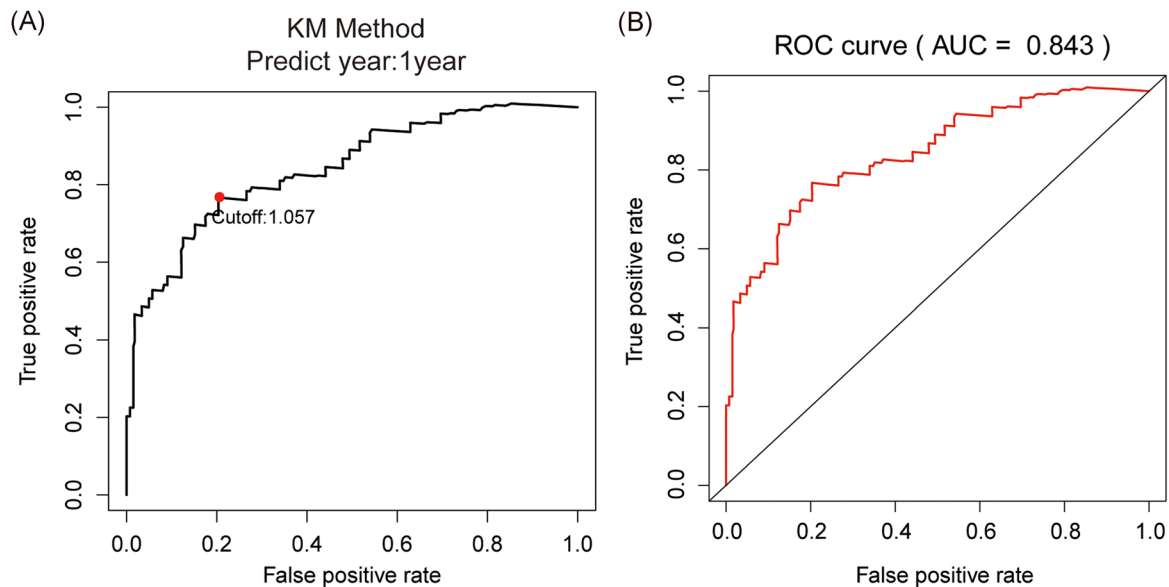 (A)
KM Method
Predict year:1year
True positive rate
1.0
0.8
0.6
0.4
0.2
0.0
Cutoff:1.057
0.0 0.2 0.4 0.6 0.8 1.0
False positive rate
(B)
ROC curve ( AUC = 0.843 )
True positive rate
1.0
0.8
0.6
0.4
0.2
0.0
0.0 0.2 0.4 0.6 0.8 1.0
False positive rate